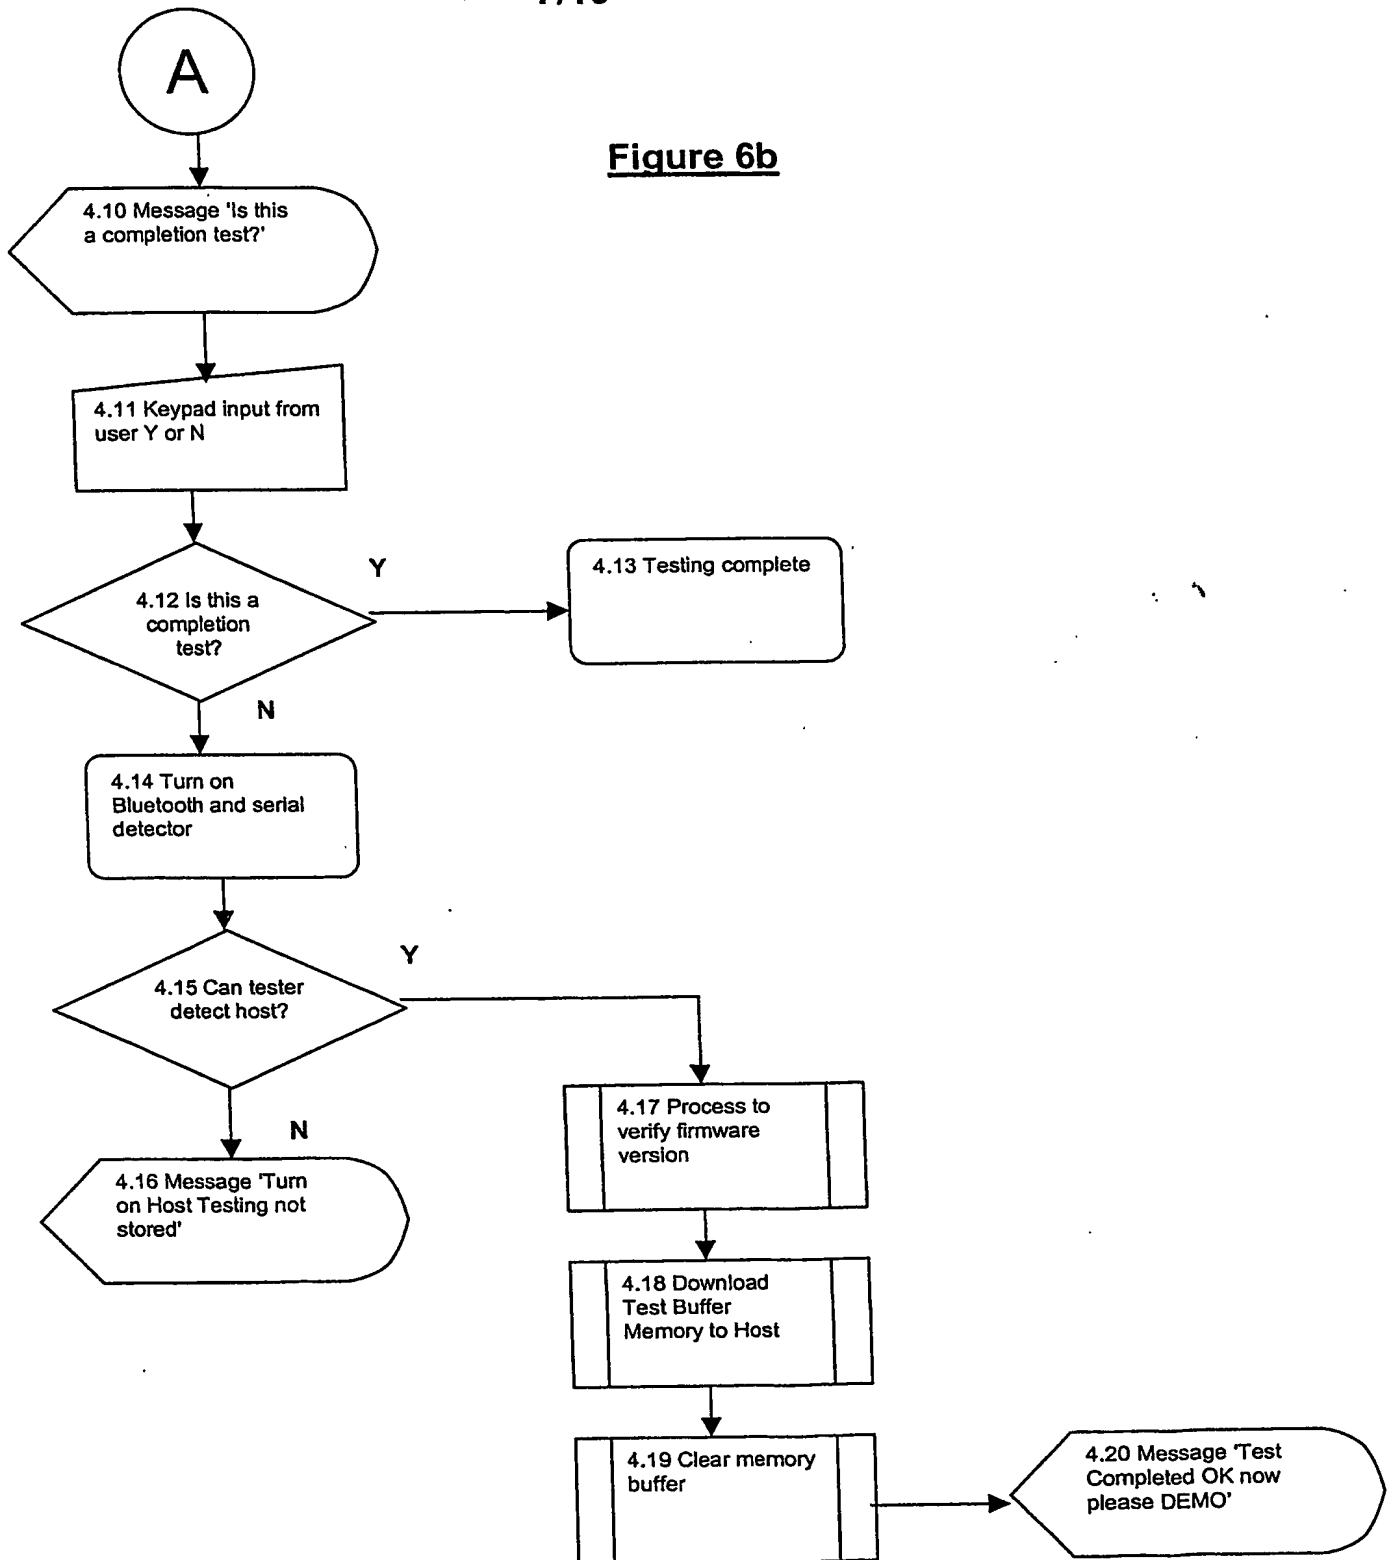 A
Figure 6b
4.10 Message 'Is this
a completion test?'
4.11 Keypad input from
user Y or N
4.12 Is this a
completion
test?
Y
4.13 Testing complete
N
4.14 Turn on
Bluetooth and serial
detector
4.15 Can tester
detect host?
Y
N
4.16 Message 'Turn
on Host Testing not
stored'
4.17 Process to
verify firmware
version
4.18 Download
Test Buffer
Memory to Host
4.19 Clear memory
buffer
4.20 Message 'Test
Completed OK now
please DEMO'